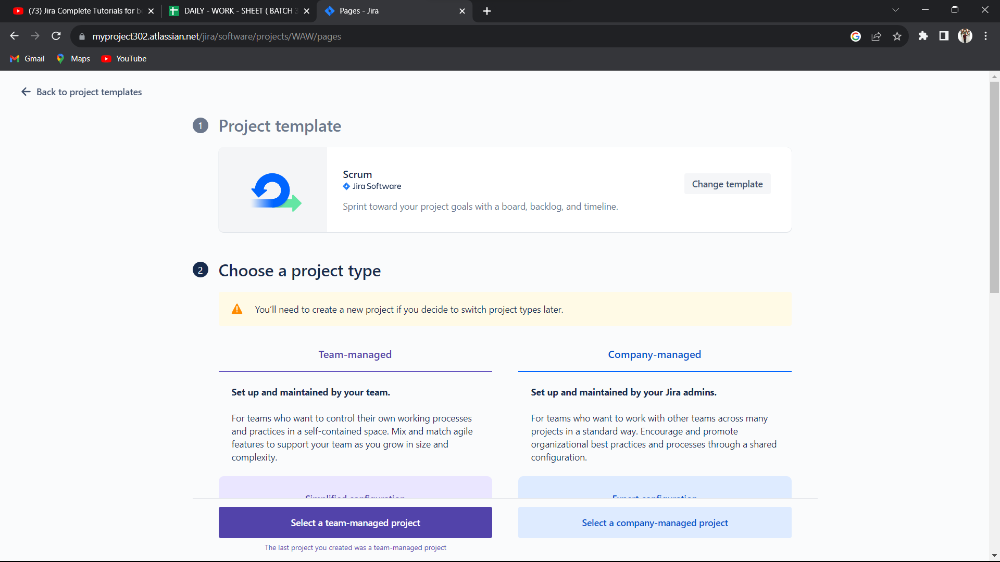 (73) Jira Complete Tutorials for be
DAILY - WORK - SHEET ( BATCH 3
Pages - Jira
myproject302.atlassian.net/jira/software/projects/WAW/pages
Gmail
Maps
YouTube
Back to project templates
1 Project template
Scrum
Jira Software
Change template
Sprint toward your project goals with a board, backlog, and timeline.
2 Choose a project type
You'll need to create a new project if you decide to switch project types later.
Team-managed
Set up and maintained by your team.
For teams who want to control their own working processes
and practices in a self-contained space. Mix and match agile
features to support your team as you grow in size and
complexity.
Simplified configuration
Select a team-managed project
The last project you created was a team-managed project
Company-managed
Set up and maintained by your Jira admins.
For teams who want to work with other teams across many
projects in a standard way. Encourage and promote
organizational best practices and processes through a shared
configuration.
Expert configuration
Select a company-managed project